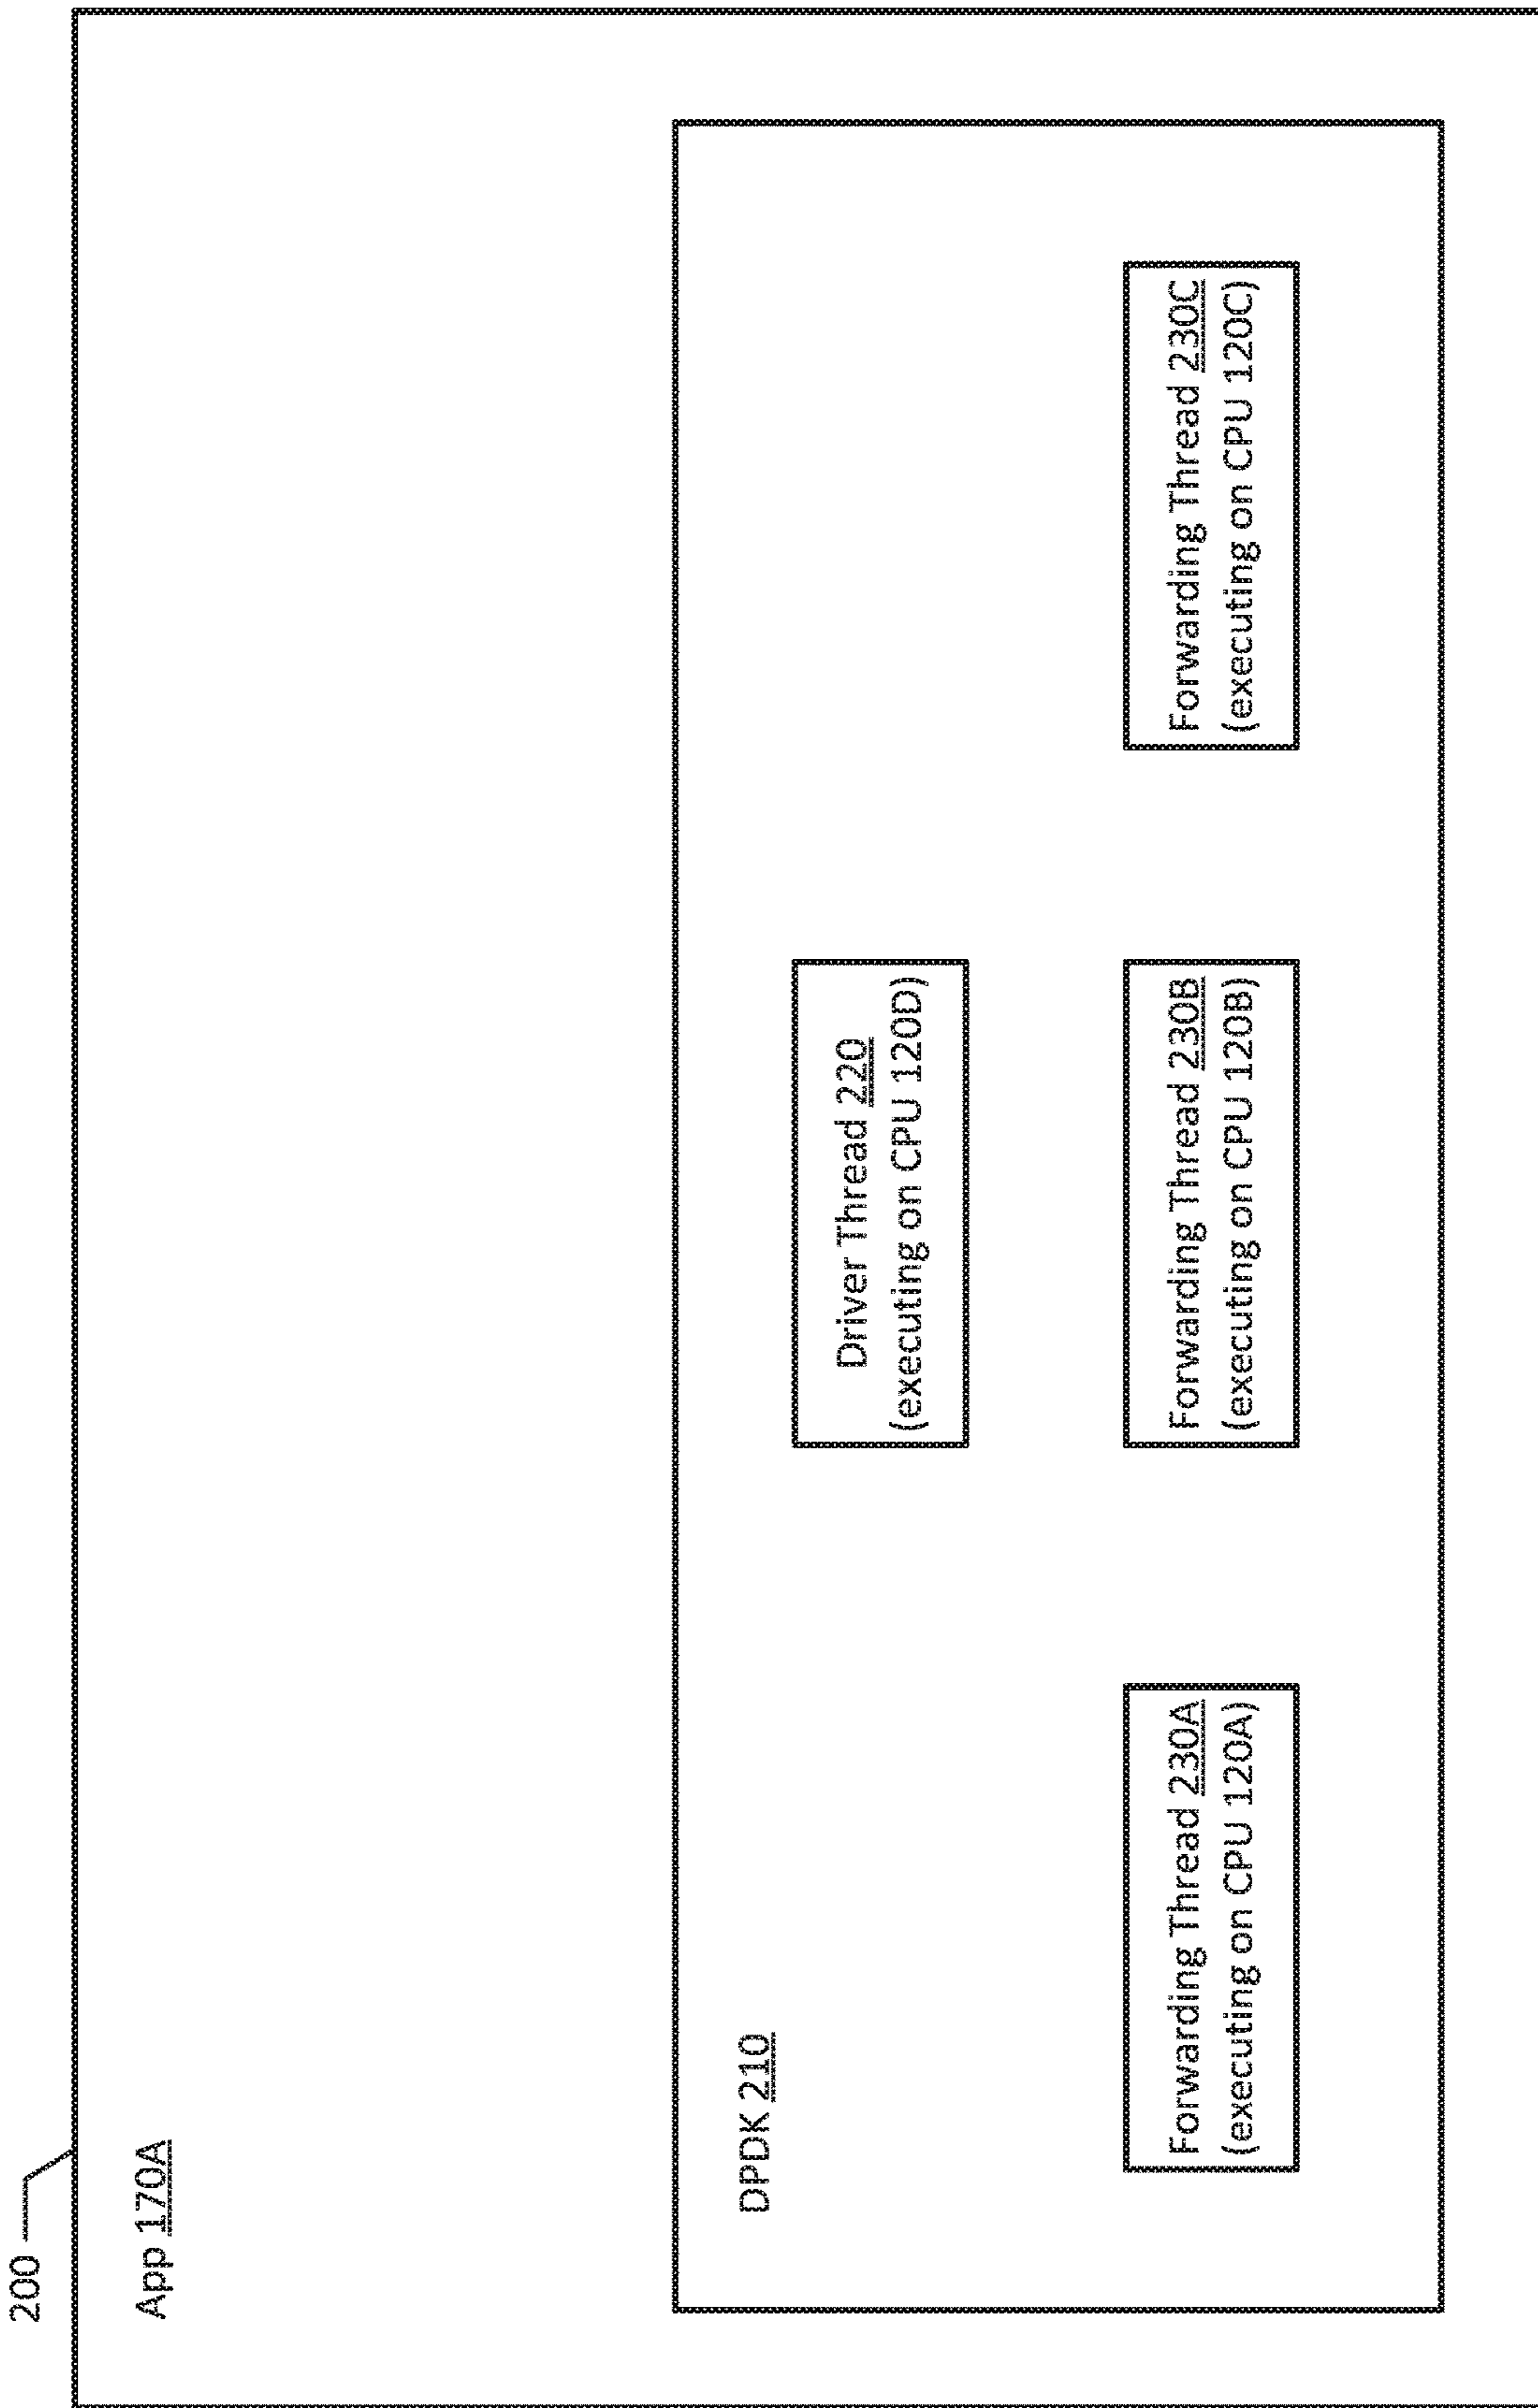 200
App 170A
DPDK 210
Driver Thread 220
(executing on CPU 120D)
Forwarding Thread 230A
(executing on CPU 120A)
Forwarding Thread 230B
(executing on CPU 120B)
Forwarding Thread 230C
(executing on CPU 120C)